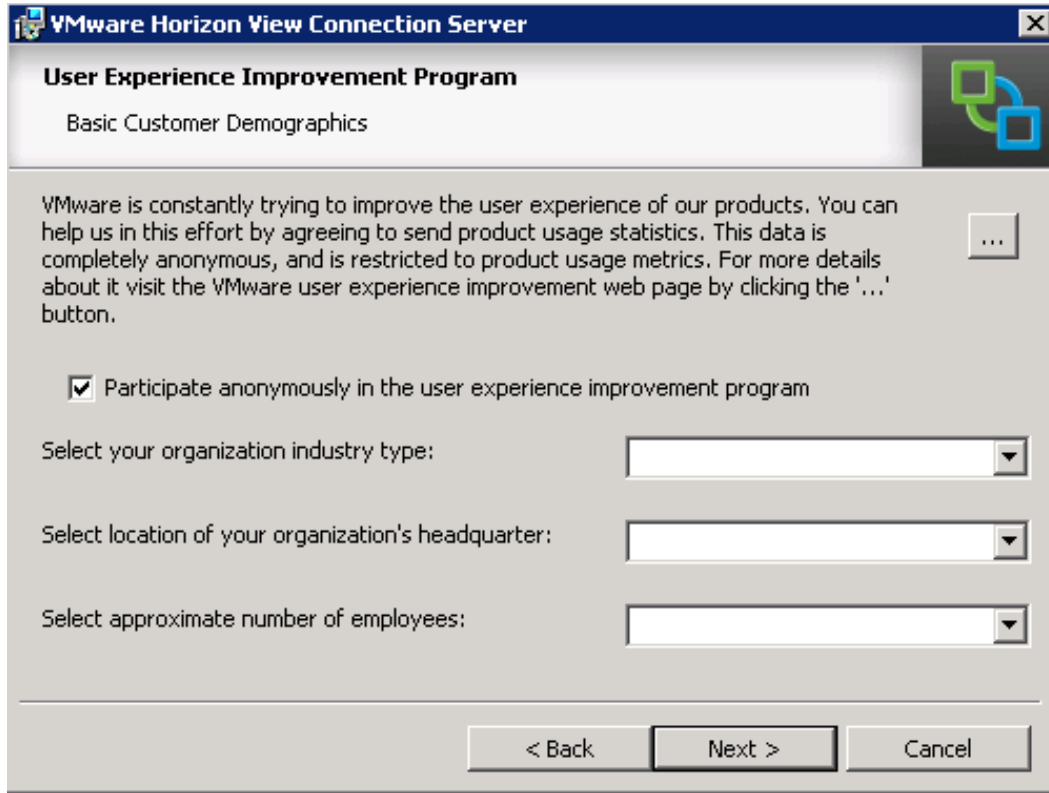 VMware Horizon View Connection Server
User Experience Improvement Program
Basic Customer Demographics
VMware is constantly trying to improve the user experience of our products. You can
help us in this effort by agreeing to send product usage statistics. This data is
completely anonymous, and is restricted to product usage metrics. For more details
about it visit the VMware user experience improvement web page by clicking the '...'
button.
...
Participate anonymously in the user experience improvement program
Select your organization industry type:
Select location of your organization's headquarter:
Select approximate number of employees:
< Back
Next >
Cancel